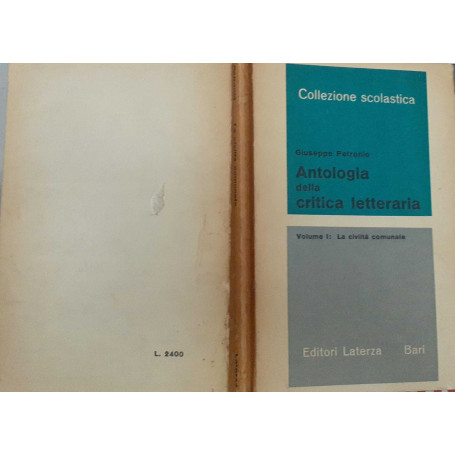 Collezione scolastica
Giuseppe Petronio
Antologia
della
critica letteraria
Volume I: La civiltà comunale
Editori Laterza Bari
L. 2400